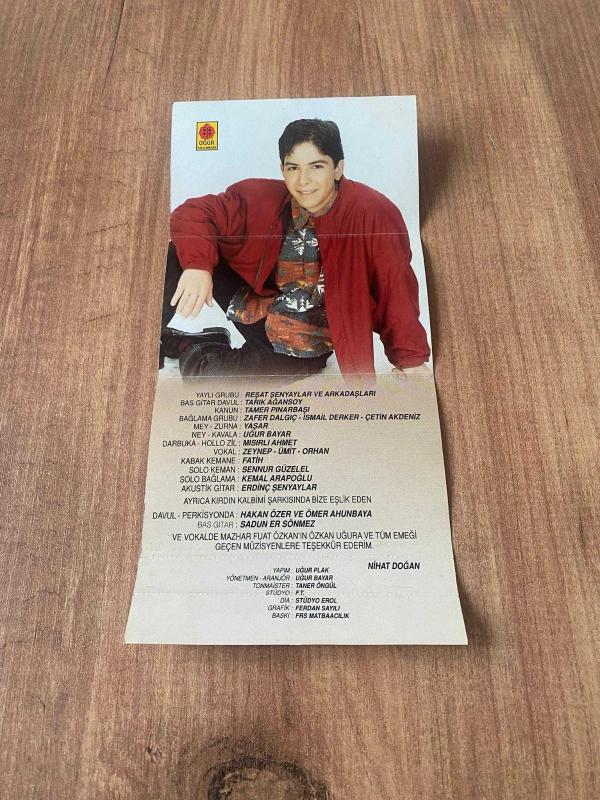 UĞUR
YAYLI GRUBU : REŞAT ŞENYAYLAR VE ARKADAŞLARI
BAS GİTAR DAVUL : TARIK AĞANSOY
KANUN : TAMER PINARBAŞI
BAĞLAMA GRUBU : ZAFER DALGIÇ - İSMAİL DERKER - ÇETİN AKDENİZ
MEY - ZURNA : YAŞAR
NEY - KAVALA : UĞUR BAYAR
DARBUKA - HOLLO ZİL : MISIRLI AHMET
VOKAL : ZEYNEP - ÜMİT - ORHAN
KABAK KEMANE : FATİH
SOLO KEMAN : SENNUR GÜZELEL
SOLO BAĞLAMA : KEMAL ARAPOĞLU
AKUSTİK GİTAR : ERDİNÇ ŞENYAYLAR
AYRICA KIRDIN KALBİMİ ŞARKISINDA BİZE EŞLİK EDEN
DAVUL - PERKİSYONDA : HAKAN ÖZER VE ÖMER AHUNBAYA
BAS GİTAR : SADUN ER SÖNMEZ
VE VOKALDE MAZHAR FUAT ÖZKAN'IN ÖZKAN UĞURA VE TÜM EMEĞİ
GEÇEN MÜZİSYENLERE TEŞEKKÜR EDERİM.
NİHAT DOĞAN
YAPIM : UĞUR PLAK
YÖNETMEN - ARANJÖR : UĞUR BAYAR
TONMAİSTER : TANER ÖNGÜL
STÜDYO : F.T.
DİA : STÜDYO EROL
GRAFİK : FERDAN SAYILI
BASKI : FRS MATBAACILIK